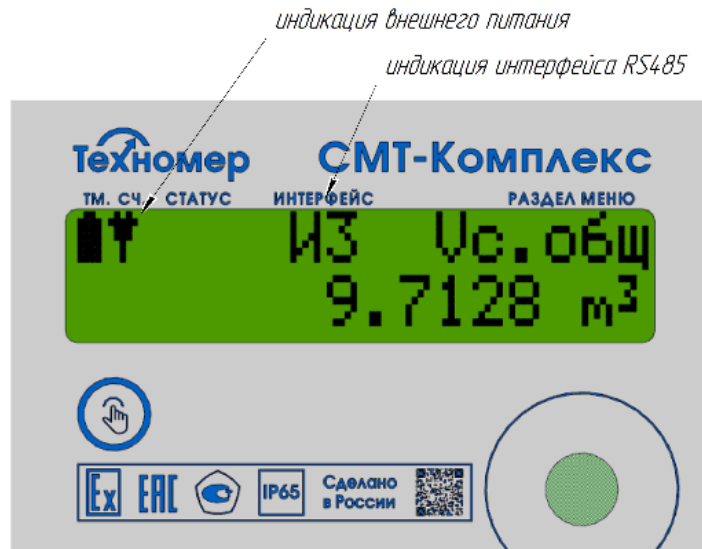 индикация внешнего питания
индикация интерфейса RS485
Техномер СМТ-Комплекс
ТМ. СЧ. СТАТУС ИНТЕРФЕЙС РАЗДЕЛ МЕНЮ
И3 Vс.общ
9.7128 m³
Ex EAC IP65 Сделано
в России